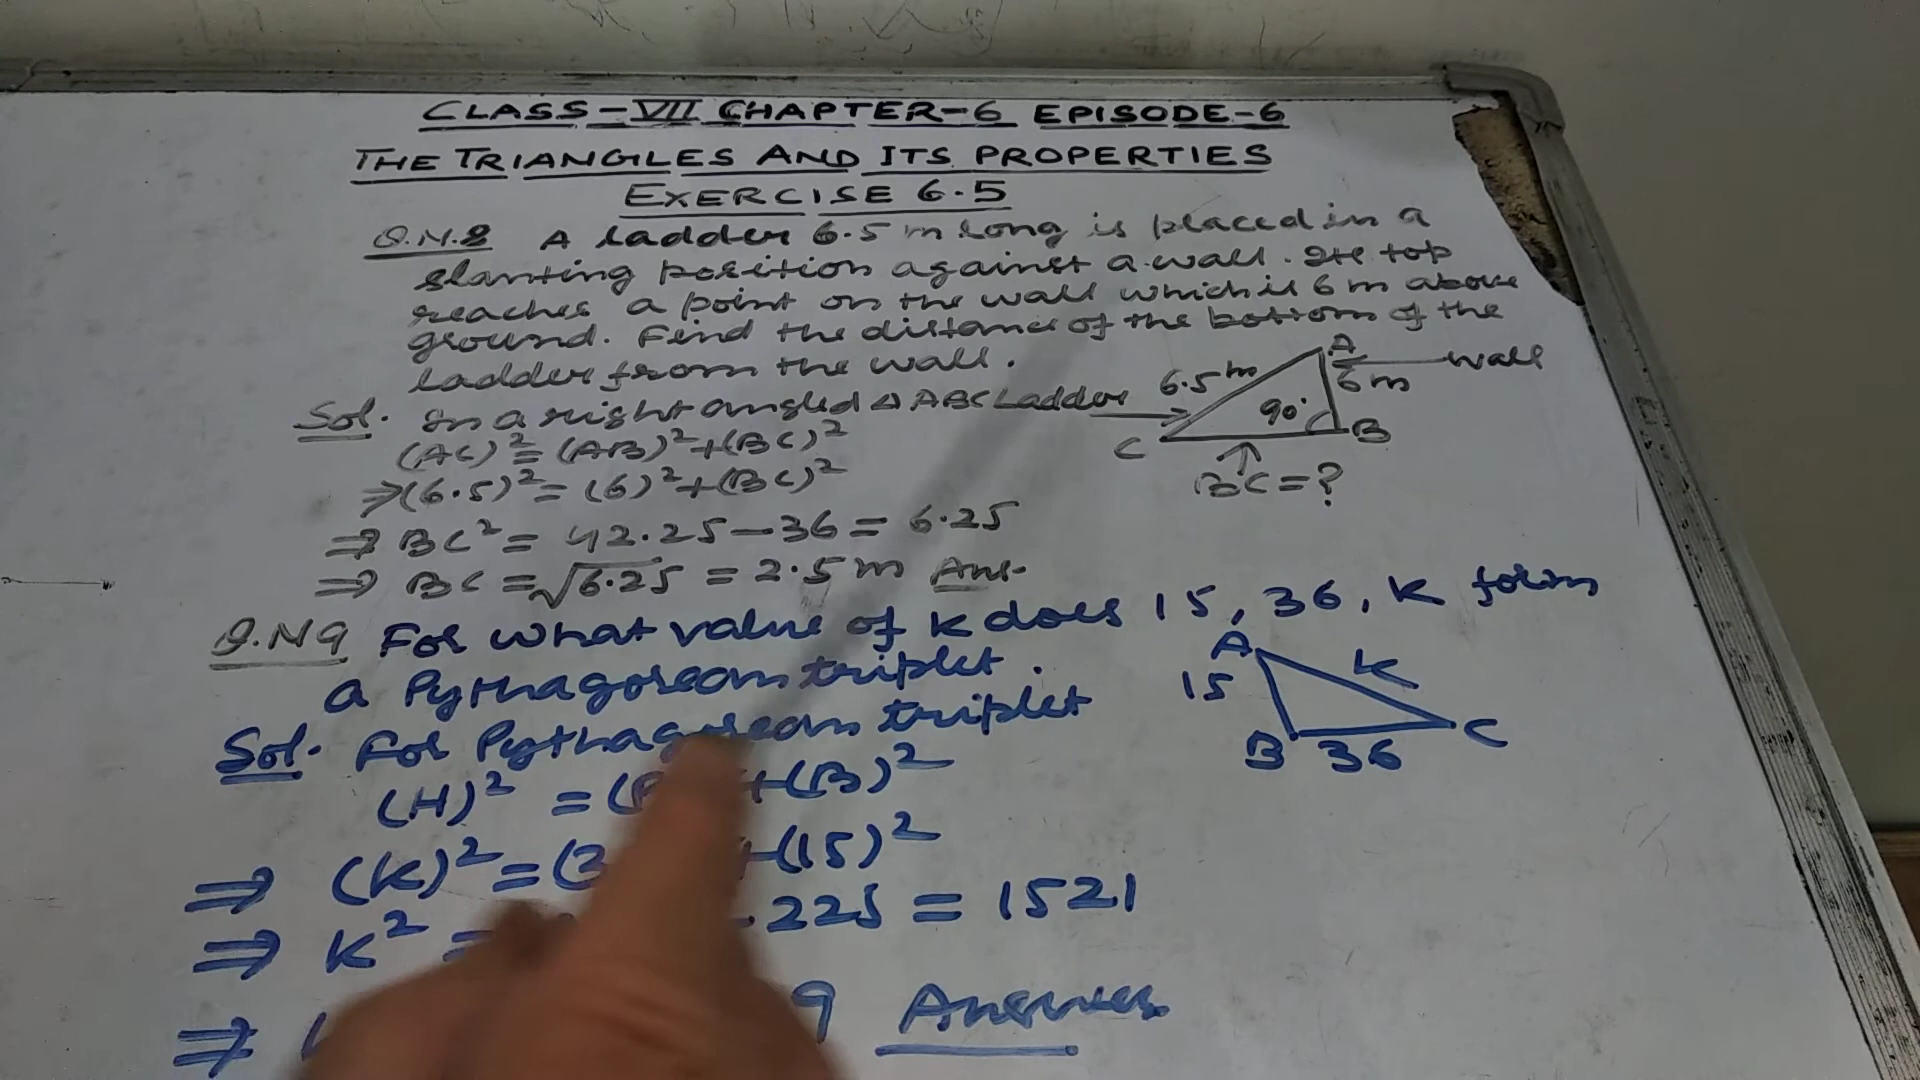 CLASS-VII CHAPTER-6 EPISODE-6
THE TRIANGLES AND ITS PROPERTIES
EXERCISE 6.5
Q.N.8 A ladder 6.5 m long is placed in a
slanting position against a wall. Its top
reaches a point on the wall which is 6 m above
ground. Find the distance of the bottom of the
ladder from the wall.
Sol. In a right angled △ ABC Ladder
(AC)²=(AB)²+(BC)²
⇒(6.5)²=(6)²+(BC)²
⇒ BC²= 42.25-36= 6.25
⇒ BC=√6.25 = 2.5 m Ans.
A
wall
6.5 m
6 m
90°
C
B
BC=?
Q.N 9 For what value of K does 15, 36, K form
a Pythagorean triplet.
Sol. For Pythagorean triplet
(H)² = +(B)²
⇒ (K)²= +(15)²
⇒ K² = 225 = 1521
⇒ 9 Answer
A
K
15
B
36
C